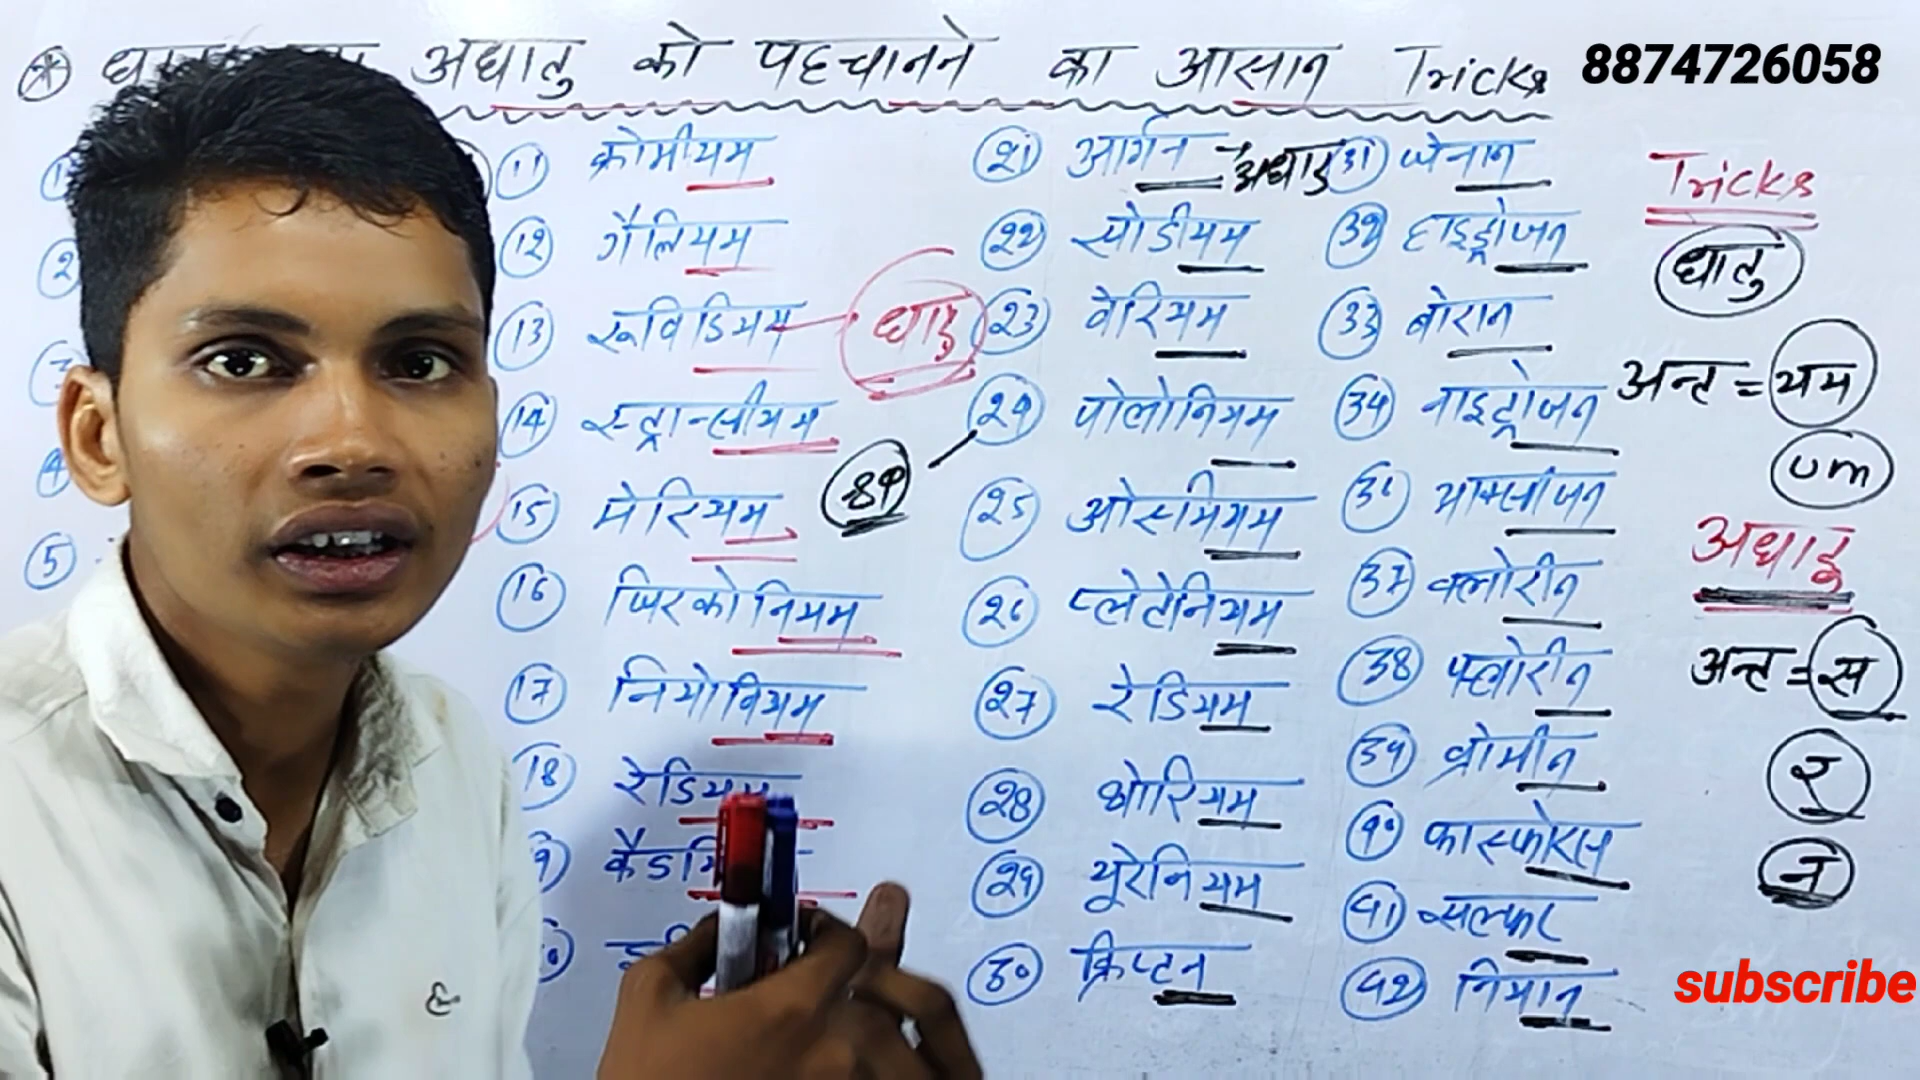 अधातु को पहचानने का आसान Tricks 8874726058
11 क्रोमीयम
12 गैलियम
13 रूविडियम
धातु
14 स्ट्रान्सीयम
15 सेरियम
16 जिरकोनियम
17 नियोवियम
18 रेडियम
21 आर्गन - अधातु
22 सोडीयम
23 वेरियम
24 पोलोनियम
25 ओसमियम
26 प्लेटेनियम
27 रेडियम
28 थोरियम
29 यूरेनियम
30 क्रिप्टन
31 जेनान
32 हाइड्रोजन
33 बोरान
34 नाइट्रोजन
36 आक्सीजन
37 क्लोरीन
38 फ्लोरीन
39 ब्रोमीन
40 फास्फोरस
41 सल्फर
42 नियान
Tricks
धातु
अन्त = यम
um
अधातु
अन्त = स
र
न
subscribe